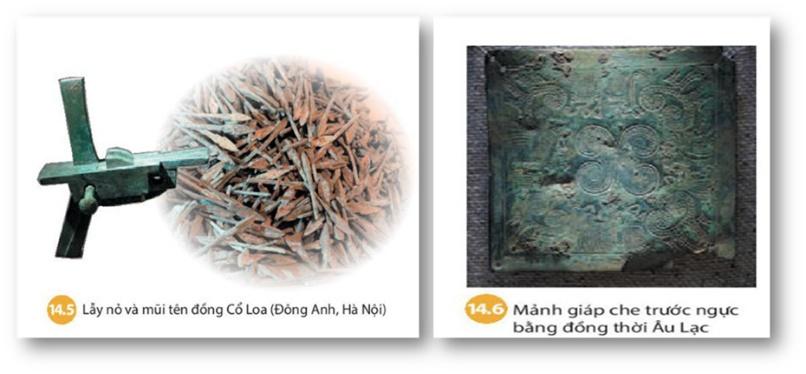 14.5 Lẫy nỏ và mũi tên đồng Cổ Loa (Đông Anh, Hà Nội)
14.6 Mảnh giáp che trước ngực
bằng đồng thời Âu Lạc